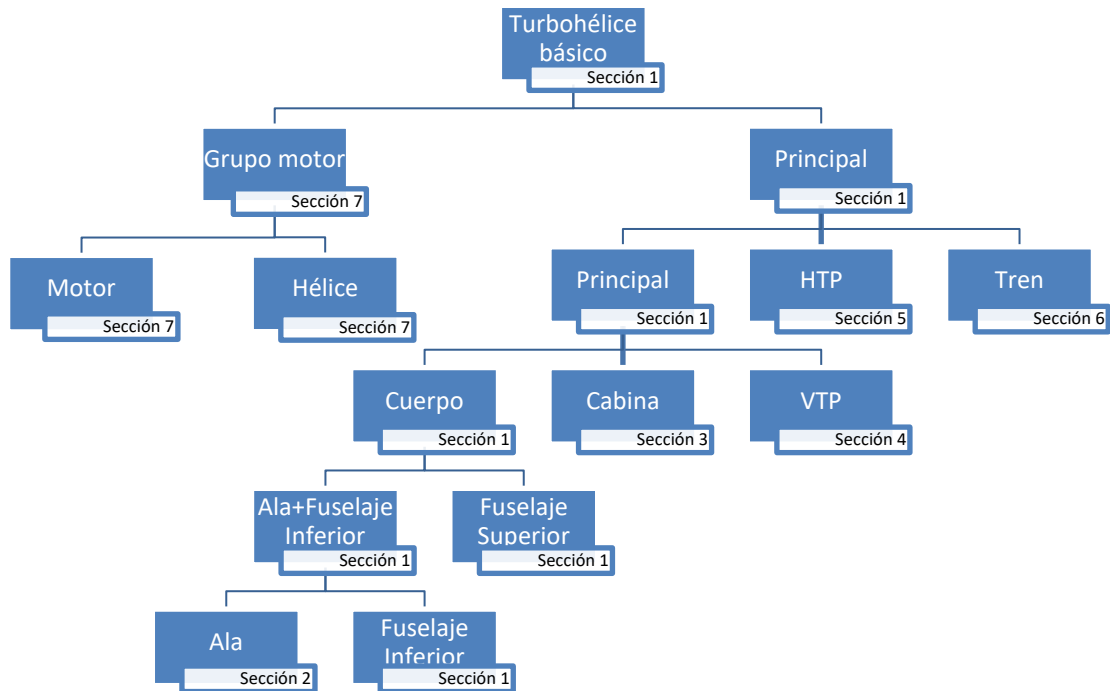 Turbohélice
básico
Sección 1
Grupo motor
Sección 7
Principal
Sección 1
Motor
Sección 7
Hélice
Sección 7
Principal
Sección 1
HTP
Sección 5
Tren
Sección 6
Cuerpo
Sección 1
Cabina
Sección 3
VTP
Sección 4
Ala+Fuselaje
Inferior
Sección 1
Fuselaje
Superior
Sección 1
Ala
Sección 2
Fuselaje
Inferior
Sección 1